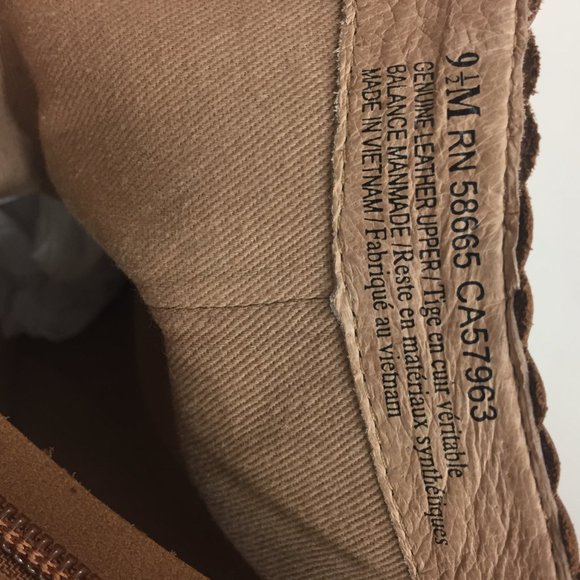 9½M RN 58665 CA57963
GENUINE LEATHER UPPER / Tige en cuir véritable
BALANCE MANMADE / Reste en matériaux synthétiques
MADE IN VIETNAM / Fabriqué au vietnam